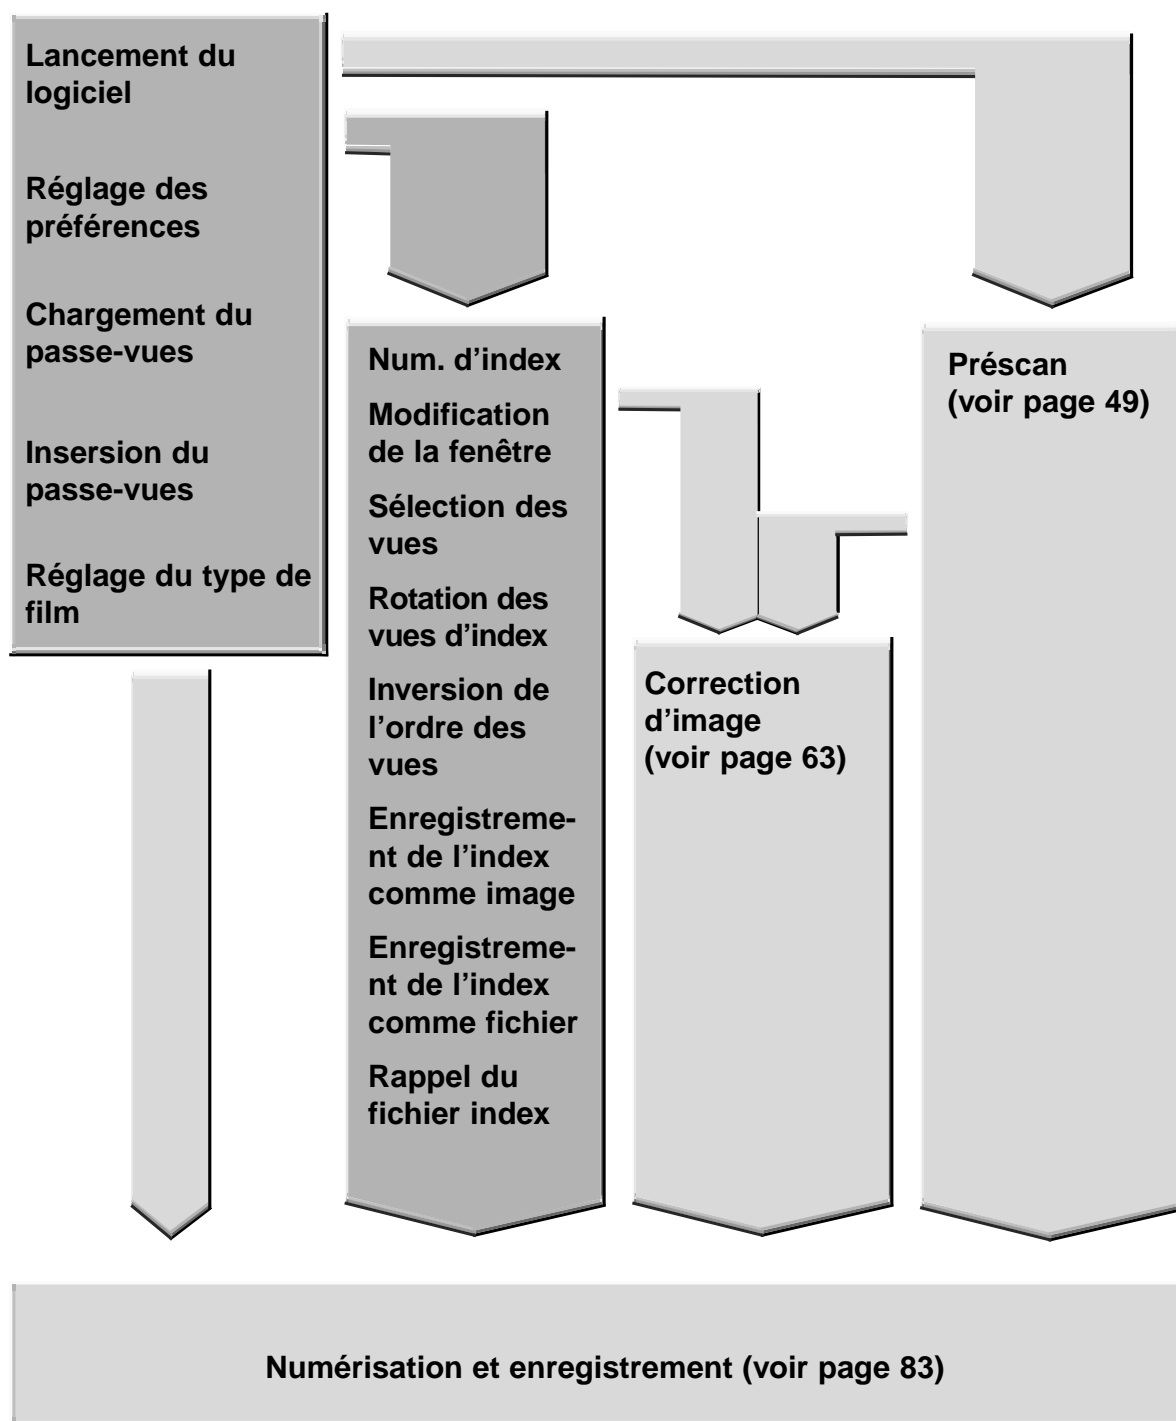 Lancement du
logiciel
Réglage des
préférences
Chargement du
passe-vues
Insersion du
passe-vues
Réglage du type de
film
Num. d’index
Modification
de la fenêtre
Sélection des
vues
Rotation des
vues d’index
Inversion de
l’ordre des
vues
Enregistreme-
nt de l’index
comme image
Enregistreme-
nt de l’index
comme fichier
Rappel du
fichier index
Correction
d’image
(voir page 63)
Préscan
(voir page 49)
Numérisation et enregistrement (voir page 83)